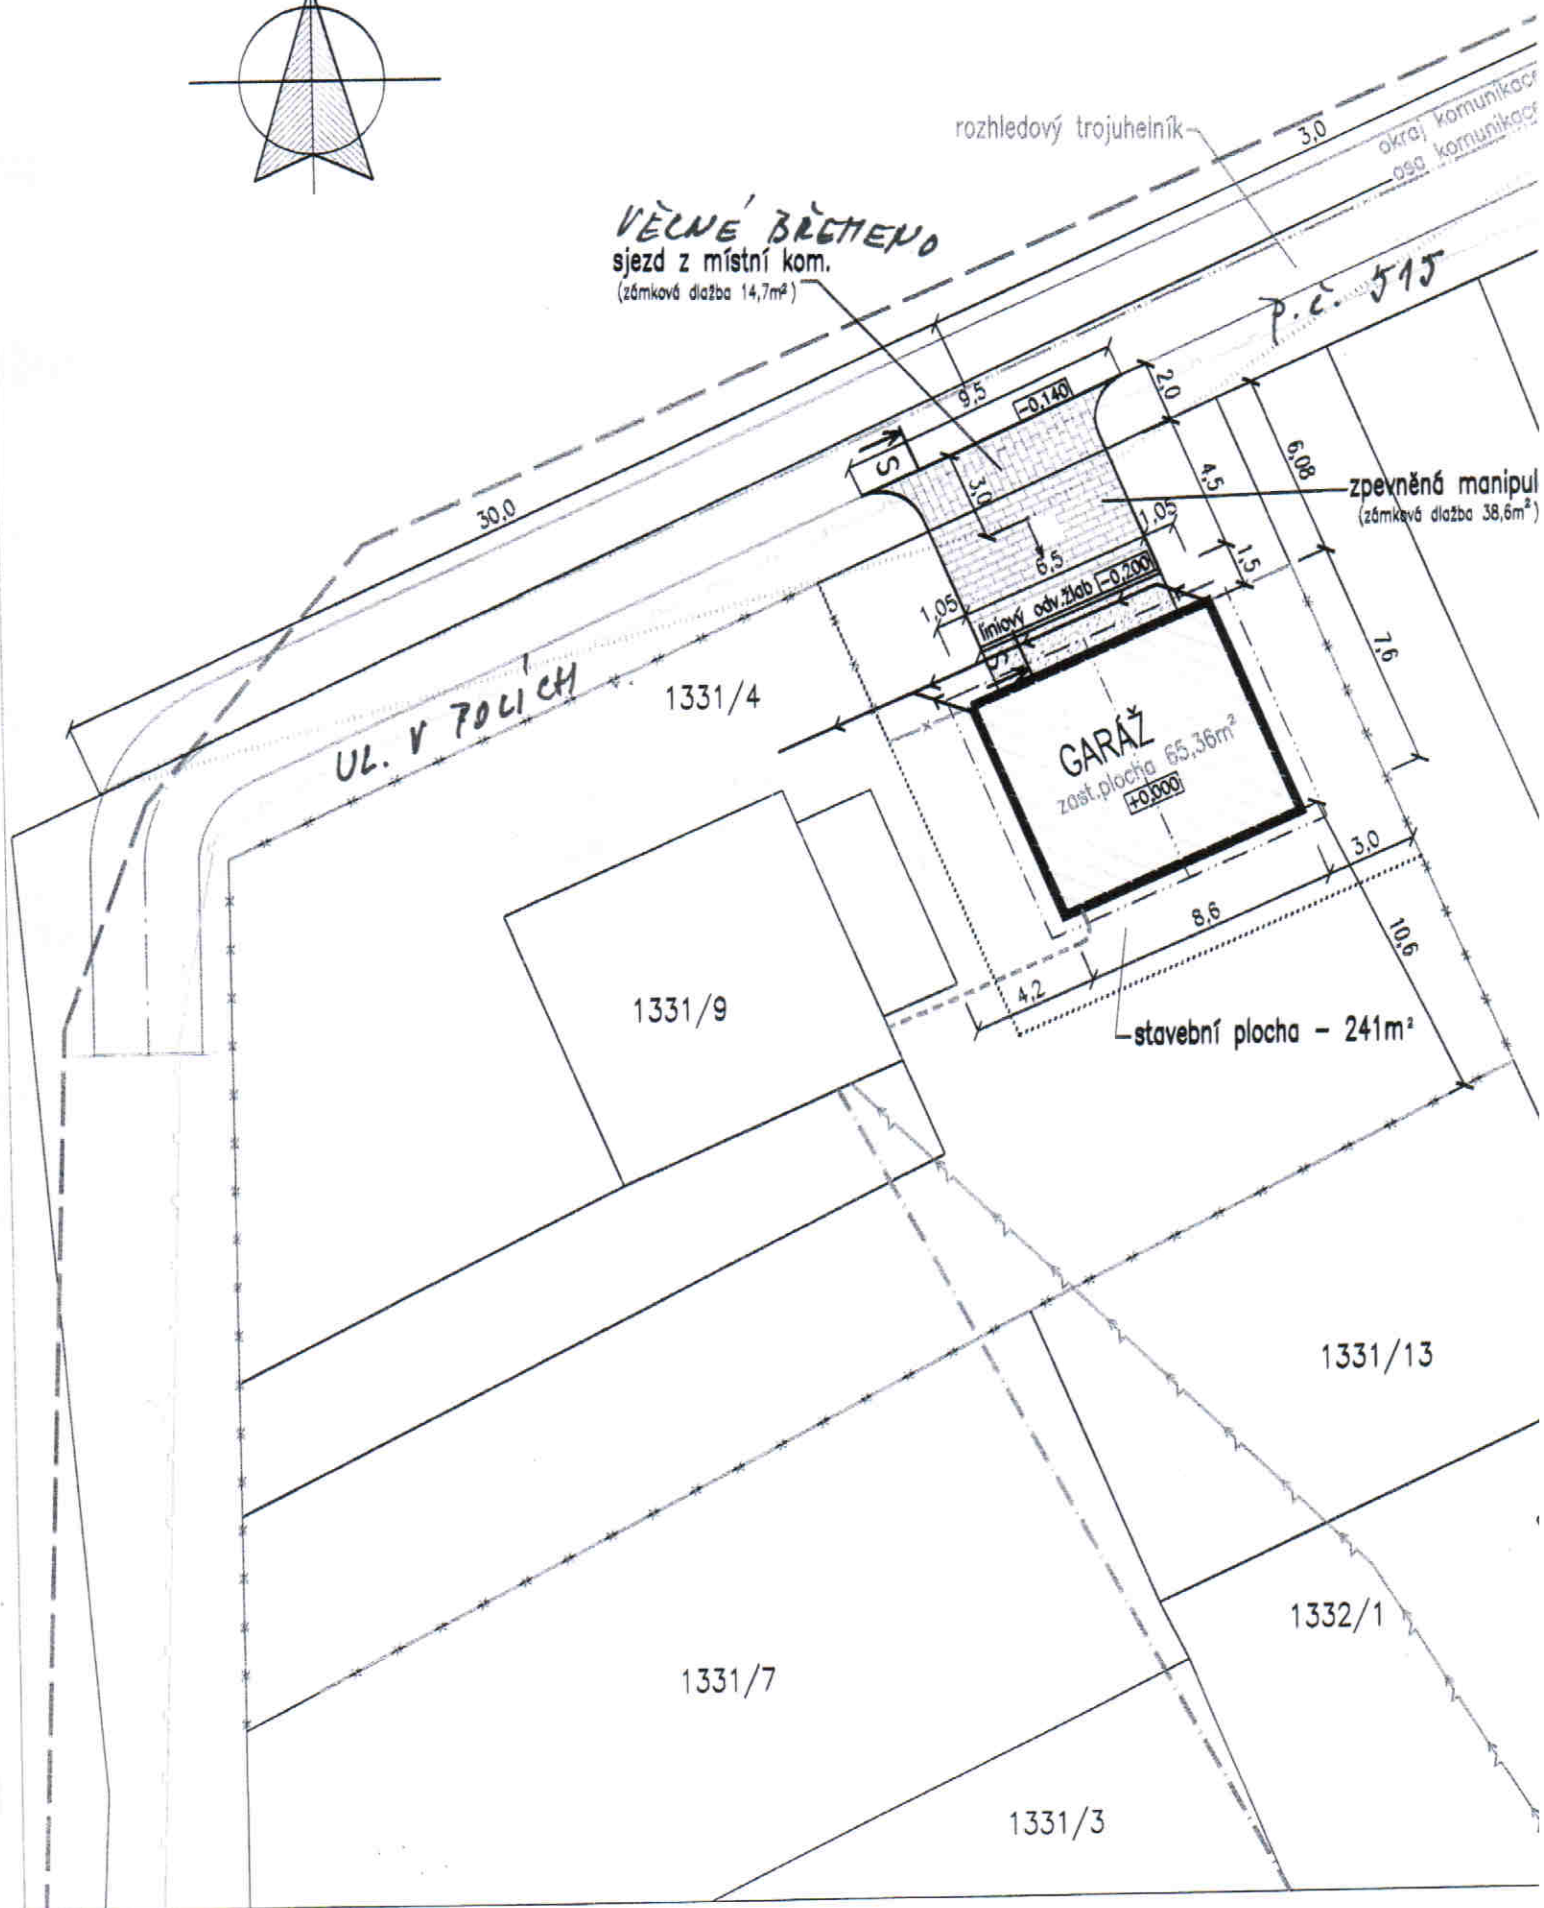 rozhledový trojuhelník
3,0
okraj komunikace
osa komunikace
VĚCNÉ BŘEMENO
sjezd z místní kom.
(zámková dlažba 14,7m²)
p.č. 515
9,5
-0,140
2,0
S
3,0
30,0
4,5
6,08
zpevněná manipul
(zámková dlažba 38,6m²)
1,05
1,5
6,5
-0,200
liniový odv.žlab
1,05
S
7,6
1331/4
UL. V POLÍCH
GARÁŽ
zast.plocha 65,36m²
+0,000
3,0
8,6
10,6
4,2
1331/9
stavební plocha - 241m²
1331/13
1332/1
1331/7
1331/3